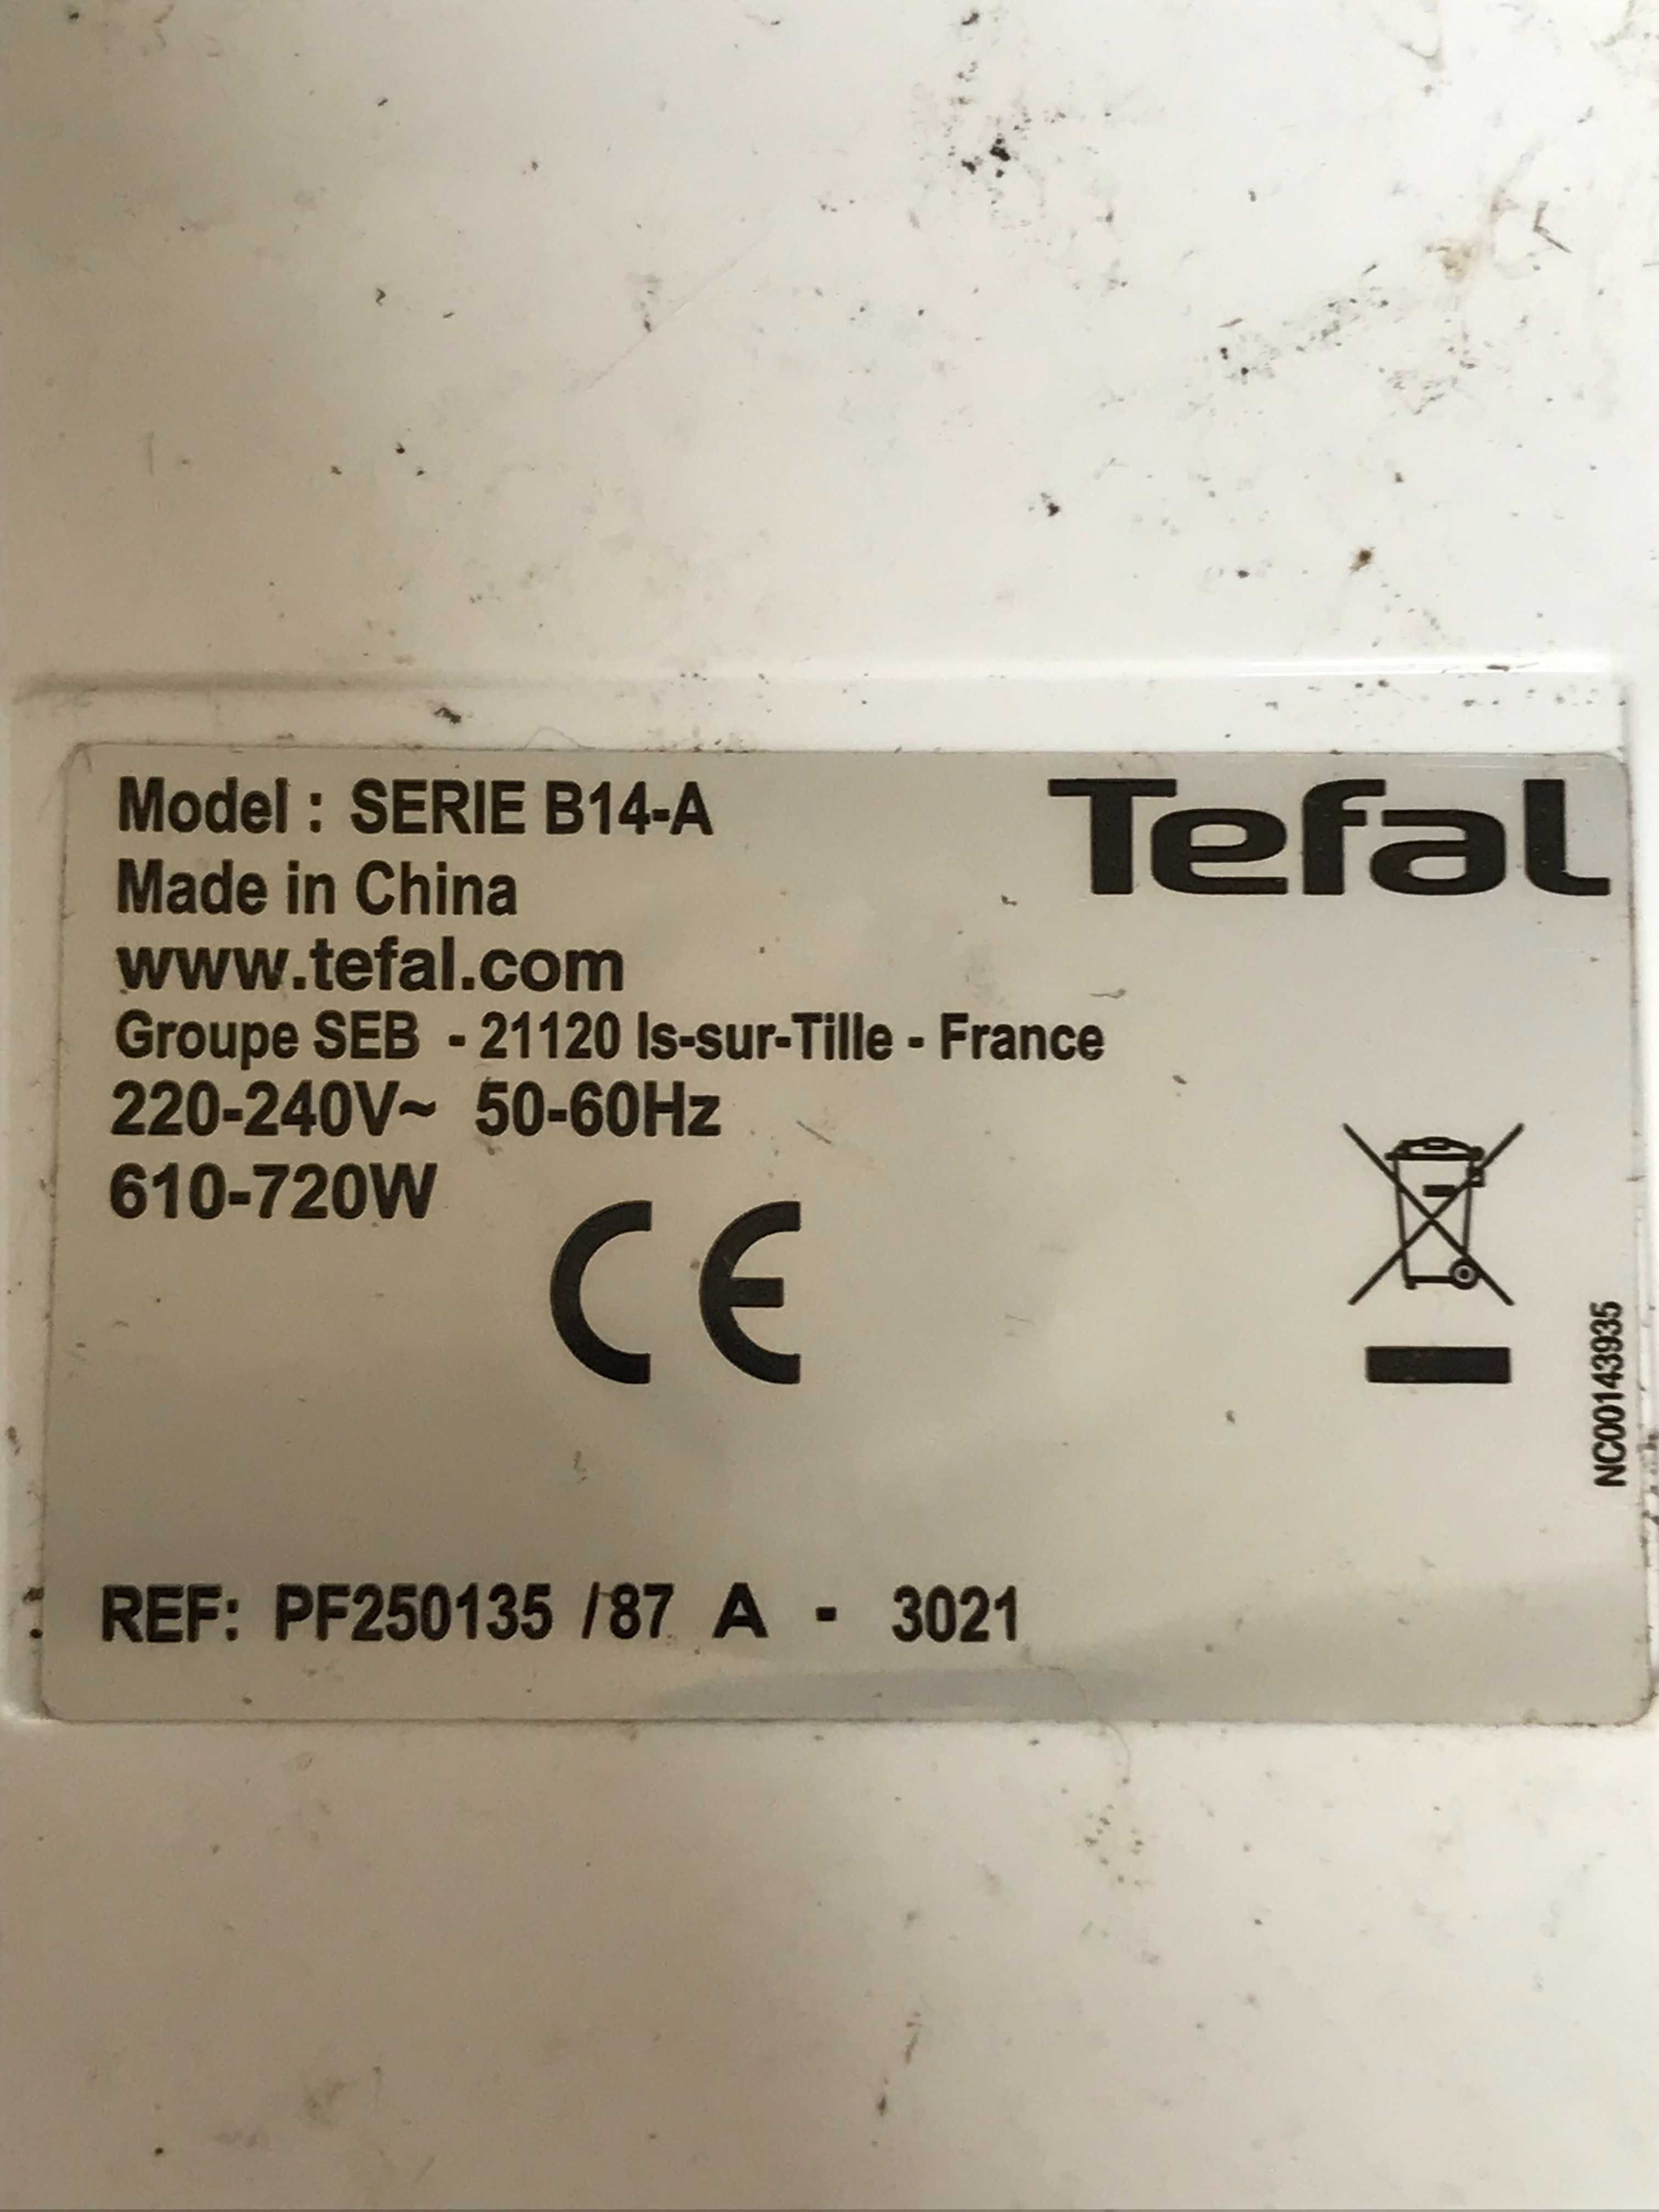 Model : SERIE B14-A
Tefal
Made in China
www.tefal.com
Groupe SEB - 21120 Is-sur-Tille - France
220-240V~ 50-60Hz
610-720W
CE
NC00143935
REF: PF250135 /87 A - 3021